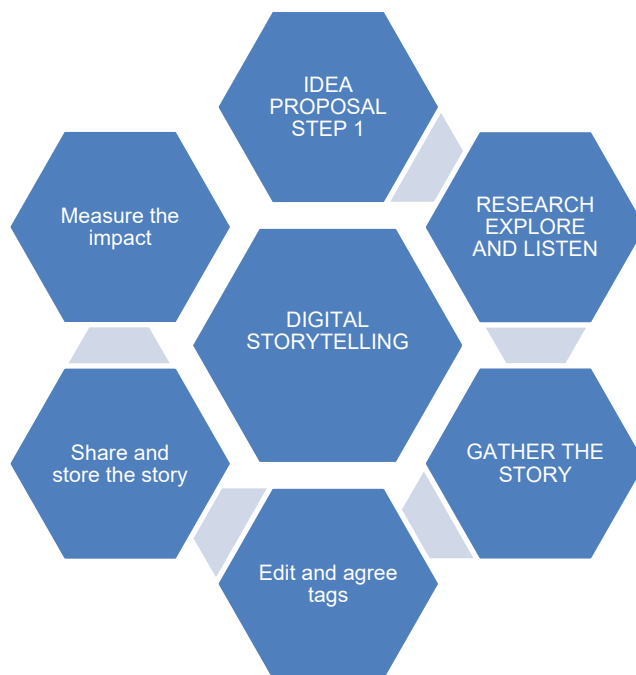 IDEA
PROPOSAL
STEP 1
RESEARCH
EXPLORE
AND LISTEN
GATHER THE
STORY
Edit and agree
tags
Share and
store the story
Measure the
impact
DIGITAL
STORYTELLING